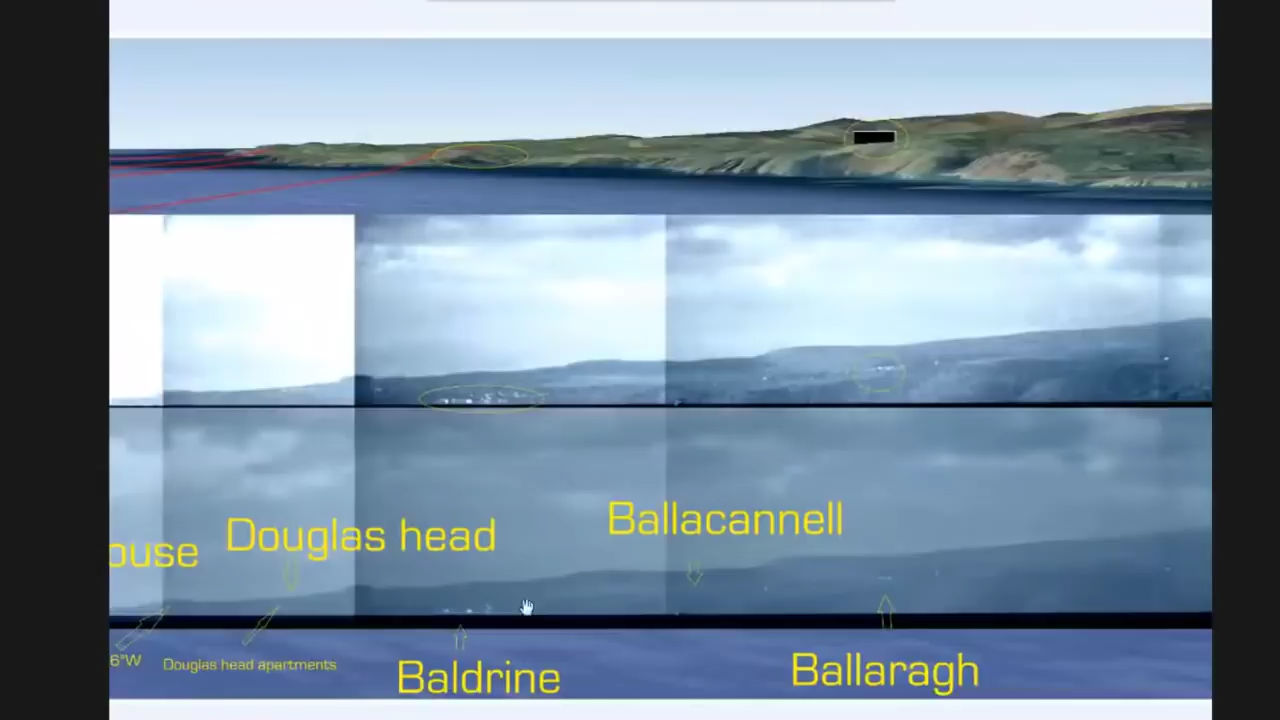 Ballacannell
Douglas head
ouse
6°W
Douglas head apartments
Baldrine
Ballaragh